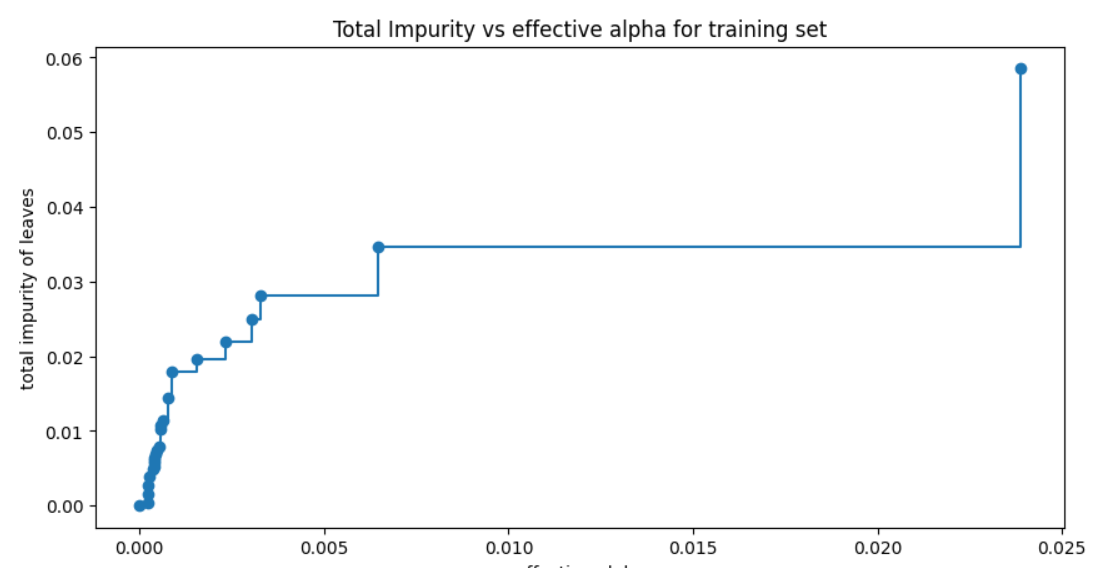 Total Impurity vs effective alpha for training set
total impurity of leaves
0.06
0.05
0.04
0.03
0.02
0.01
0.00
0.000 0.005 0.010 0.015 0.020 0.025